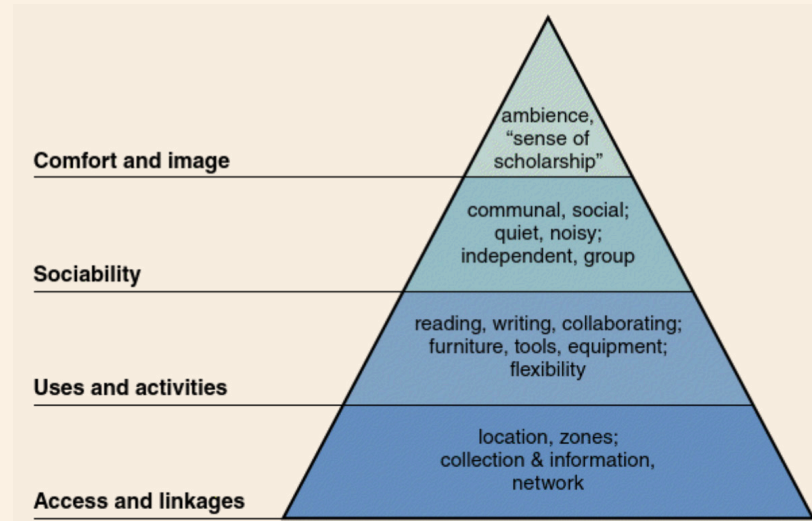 ambience,
“sense of
scholarship”
Comfort and image
communal, social;
quiet, noisy;
independent, group
Sociability
reading, writing, collaborating;
furniture, tools, equipment;
flexibility
Uses and activities
location, zones;
collection & information,
network
Access and linkages